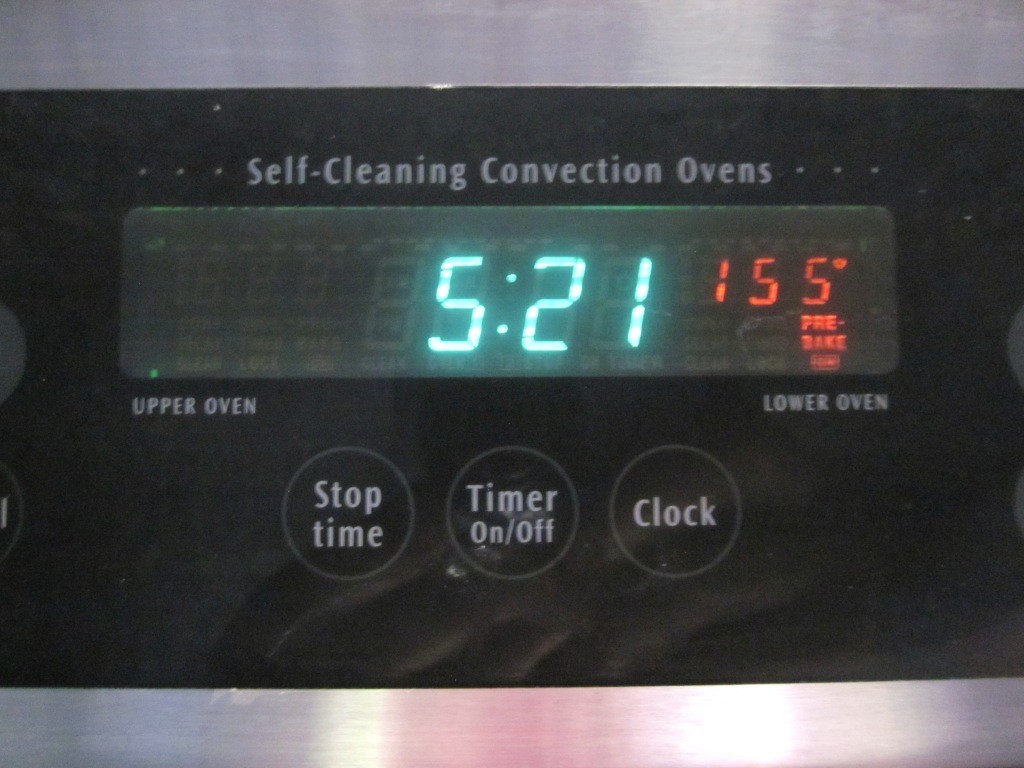 Self-Cleaning Convection Ovens
5:21 155°
PRE-
BAKE
UPPER OVEN LOWER OVEN
Stop
time
Timer
On/Off
Clock